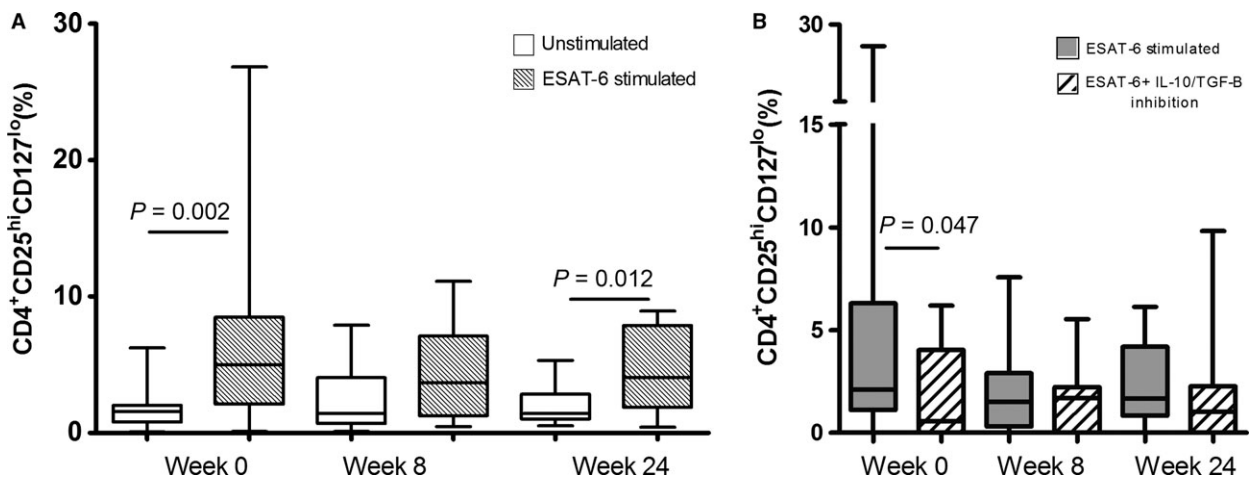 A
30
20
10
0
CD4+CD25hiCD127lo(%)
Unstimulated
ESAT-6 stimulated
P = 0.002
P = 0.012
Week 0
Week 8
Week 24
B
30
15
10
5
0
CD4+CD25hiCD127lo(%)
ESAT-6 stimulated
ESAT-6+ IL-10/TGF-B
inhibition
P = 0.047
Week 0
Week 8
Week 24